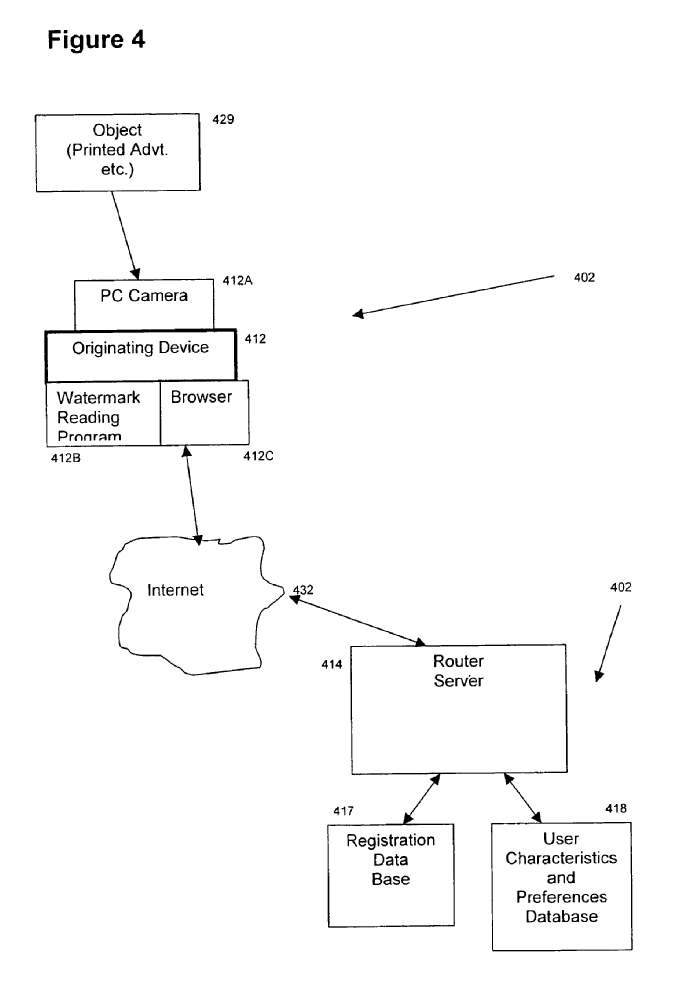 Figure 4
429
Object
(Printed Advt.
etc.)
412A
PC Camera
402
412
Originating Device
Watermark
Reading
Program
Browser
412B
412C
Internet
432
402
414
Router
Server
417
418
Registration
Data
Base
User
Characteristics
and
Preferences
Database